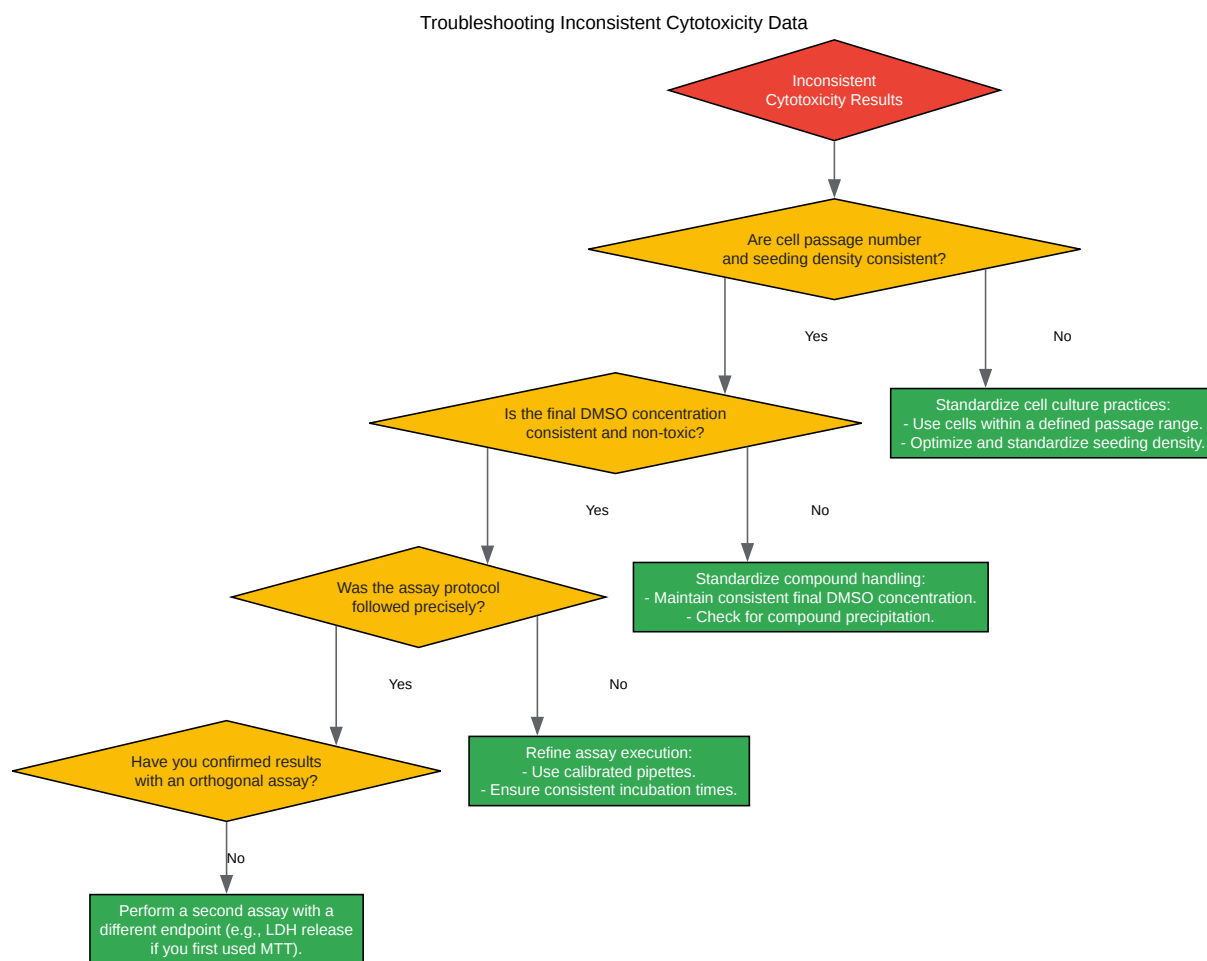 Troubleshooting Inconsistent Cytotoxicity Data
Inconsistent
Cytotoxicity Results
Are cell passage number
and seeding density consistent?
Yes
No
Is the final DMSO concentration
consistent and non-toxic?
Standardize cell culture practices:
- Use cells within a defined passage range.
- Optimize and standardize seeding density.
Yes
No
Was the assay protocol
followed precisely?
Standardize compound handling:
- Maintain consistent final DMSO concentration.
- Check for compound precipitation.
Yes
No
Have you confirmed results
with an orthogonal assay?
Refine assay execution:
- Use calibrated pipettes.
- Ensure consistent incubation times.
No
Perform a second assay with a
different endpoint (e.g., LDH release
if you first used MTT).